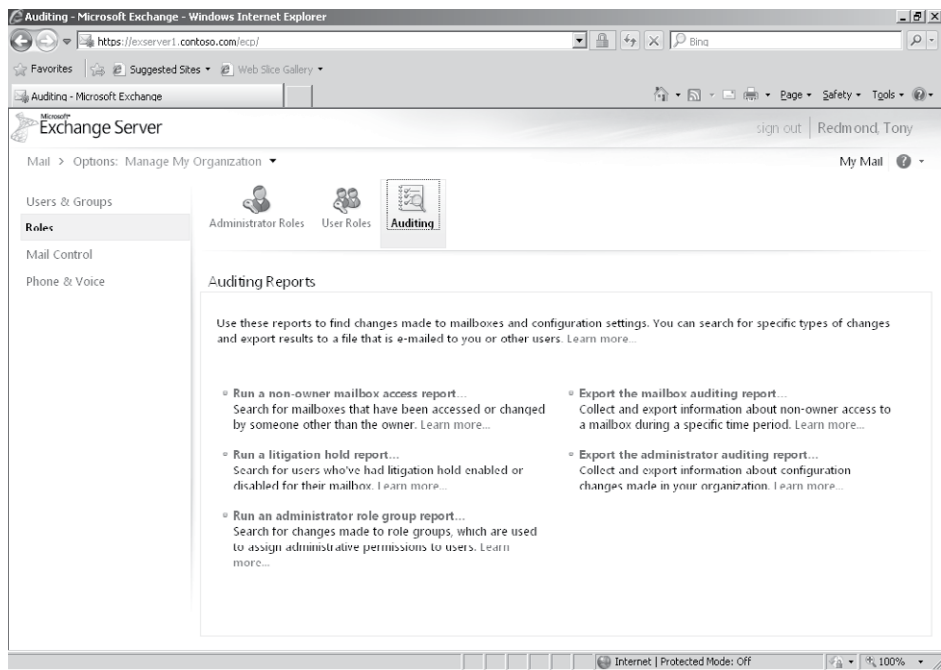 Auditing - Microsoft Exchange - Windows Internet Explorer
https://exserver1.contoso.com/ecp/
Bing
Favorites
Suggested Sites
Web Slice Gallery
Auditing - Microsoft Exchange
Page
Safety
Tools
Microsoft
Exchange Server
sign out
Redmond, Tony
Mail > Options: Manage My Organization
My Mail
Users & Groups
Roles
Mail Control
Phone & Voice
Administrator Roles
User Roles
Auditing
Auditing Reports
Use these reports to find changes made to mailboxes and configuration settings. You can search for specific types of changes
and export results to a file that is e-mailed to you or other users. Learn more...
Run a non-owner mailbox access report...
Search for mailboxes that have been accessed or changed
by someone other than the owner. Learn more...
Run a litigation hold report...
Search for users who've had litigation hold enabled or
disabled for their mailbox. Learn more...
Run an administrator role group report...
Search for changes made to role groups, which are used
to assign administrative permissions to users. Learn
more...
Export the mailbox auditing report...
Collect and export information about non-owner access to
a mailbox during a specific time period. Learn more...
Export the administrator auditing report...
Collect and export information about configuration
changes made in your organization. Learn more...
Internet | Protected Mode: Off
100%